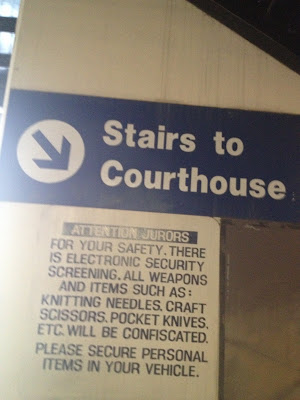 Stairs to
Courthouse
ATTENTION JURORS
FOR YOUR SAFETY. THERE
IS ELECTRONIC SECURITY
SCREENING. ALL WEAPONS
AND ITEMS SUCH AS:
KNITTING NEEDLES. CRAFT
SCISSORS. POCKET KNIVES.
ETC. WILL BE CONFISCATED.
PLEASE SECURE PERSONAL
ITEMS IN YOUR VEHICLE.